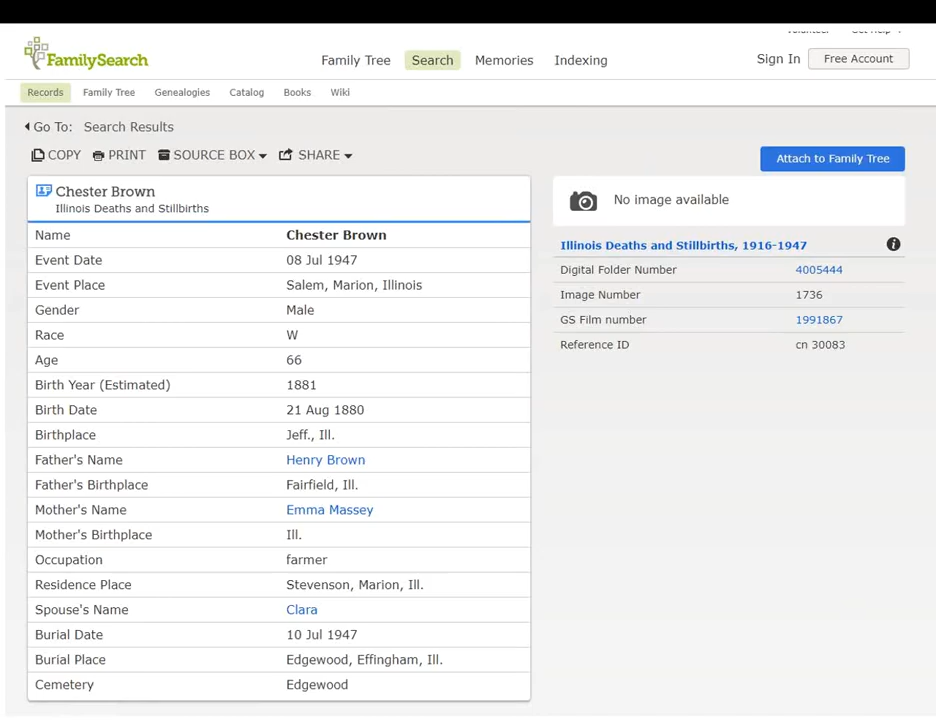 FamilySearch
Family Tree Search Memories Indexing
Sign In Free Account
Records Family Tree Genealogies Catalog Books Wiki
Go To: Search Results
COPY PRINT SOURCE BOX SHARE
Attach to Family Tree
Chester Brown
Illinois Deaths and Stillbirths
Name Chester Brown
Event Date 08 Jul 1947
Event Place Salem, Marion, Illinois
Gender Male
Race W
Age 66
Birth Year (Estimated) 1881
Birth Date 21 Aug 1880
Birthplace Jeff., Ill.
Father's Name Henry Brown
Father's Birthplace Fairfield, Ill.
Mother's Name Emma Massey
Mother's Birthplace Ill.
Occupation farmer
Residence Place Stevenson, Marion, Ill.
Spouse's Name Clara
Burial Date 10 Jul 1947
Burial Place Edgewood, Effingham, Ill.
Cemetery Edgewood
No image available
Illinois Deaths and Stillbirths, 1916-1947
Digital Folder Number 4005444
Image Number 1736
GS Film number 1991867
Reference ID cn 30083